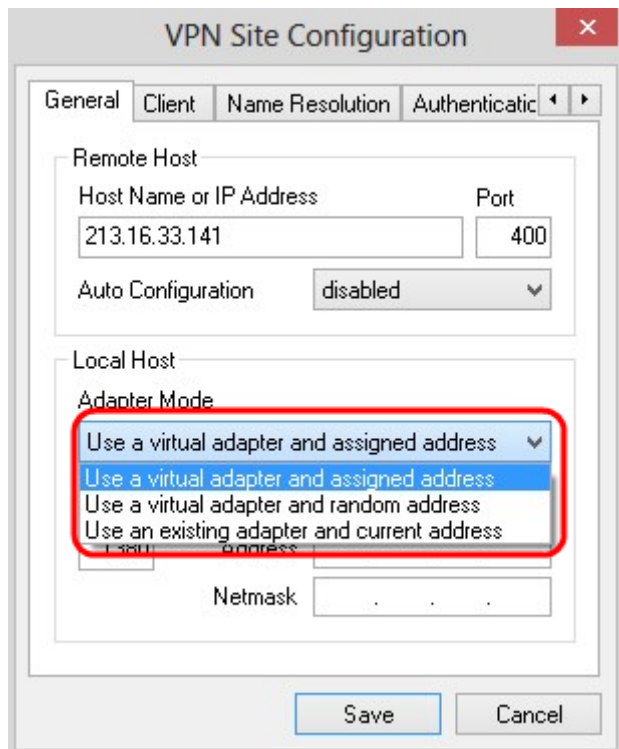 VPN Site Configuration
General Client Name Resolution Authenticatic
Remote Host
Host Name or IP Address Port
213.16.33.141 400
Auto Configuration disabled
Local Host
Adapter Mode
Use a virtual adapter and assigned address
Use a virtual adapter and assigned address
Use a virtual adapter and random address
Use an existing adapter and current address
1380 Address
Netmask . . .
Save Cancel